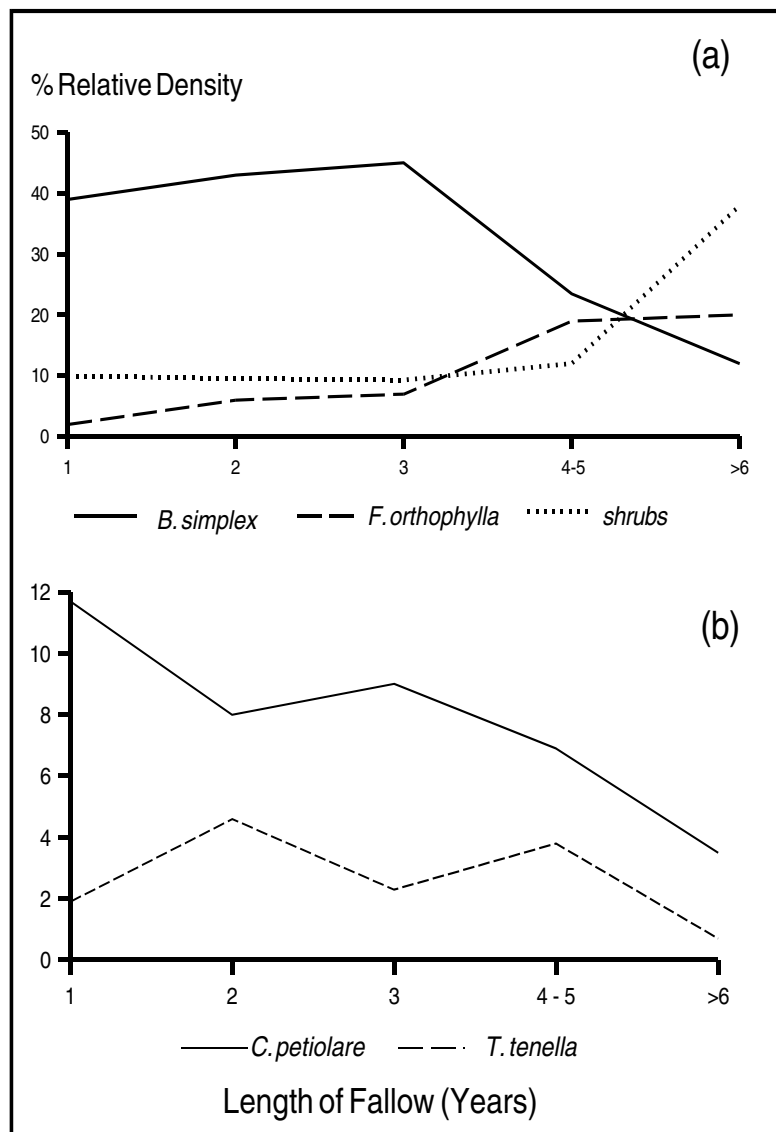 (a)
% Relative Density
50
40
30
20
10
0
1 2 3 4-5 >6
B. simplex F. orthophylla shrubs
12
(b)
10
8
6
4
2
0
1 2 3 4 - 5 >6
C. petiolare T. tenella
Length of Fallow (Years)